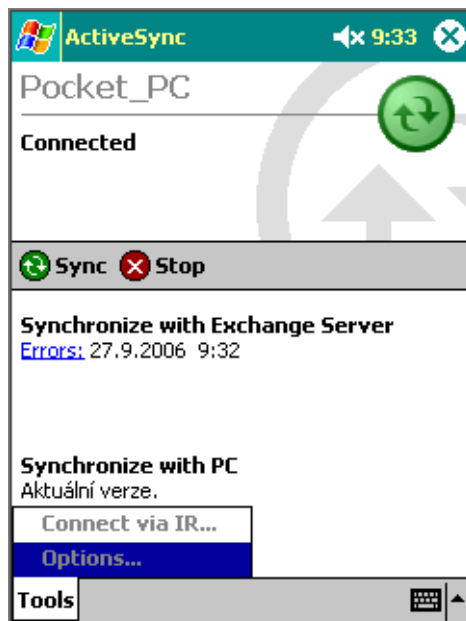 ActiveSync 9:33
Pocket_PC
Connected
Sync Stop
Synchronize with Exchange Server
Errors: 27.9.2006 9:32
Synchronize with PC
Aktuální verze.
Connect via IR...
Options...
Tools